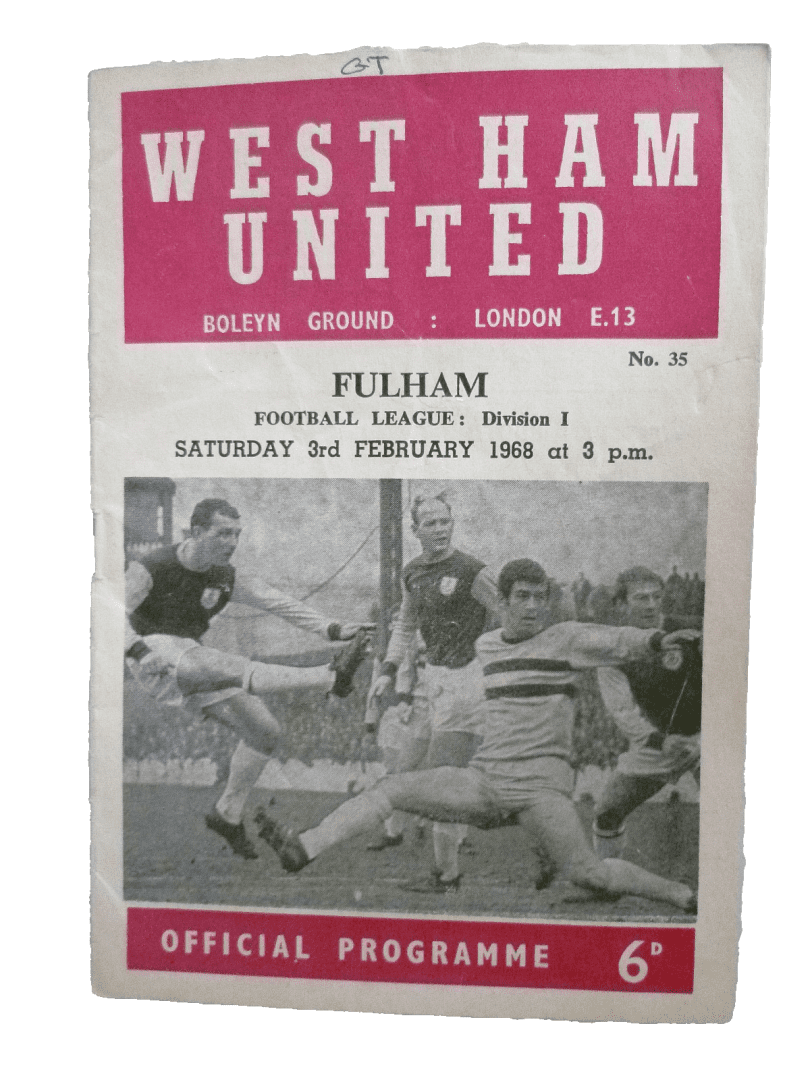 GT
WEST HAM
UNITED
BOLEYN GROUND : LONDON E.13
No. 35
FULHAM
FOOTBALL LEAGUE: Division I
SATURDAY 3rd FEBRUARY 1968 at 3 p.m.
OFFICIAL PROGRAMME 6D